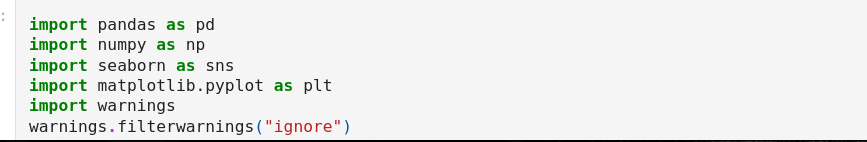 :
import pandas as pd
import numpy as np
import seaborn as sns
import matplotlib.pyplot as plt
import warnings
warnings.filterwarnings("ignore")